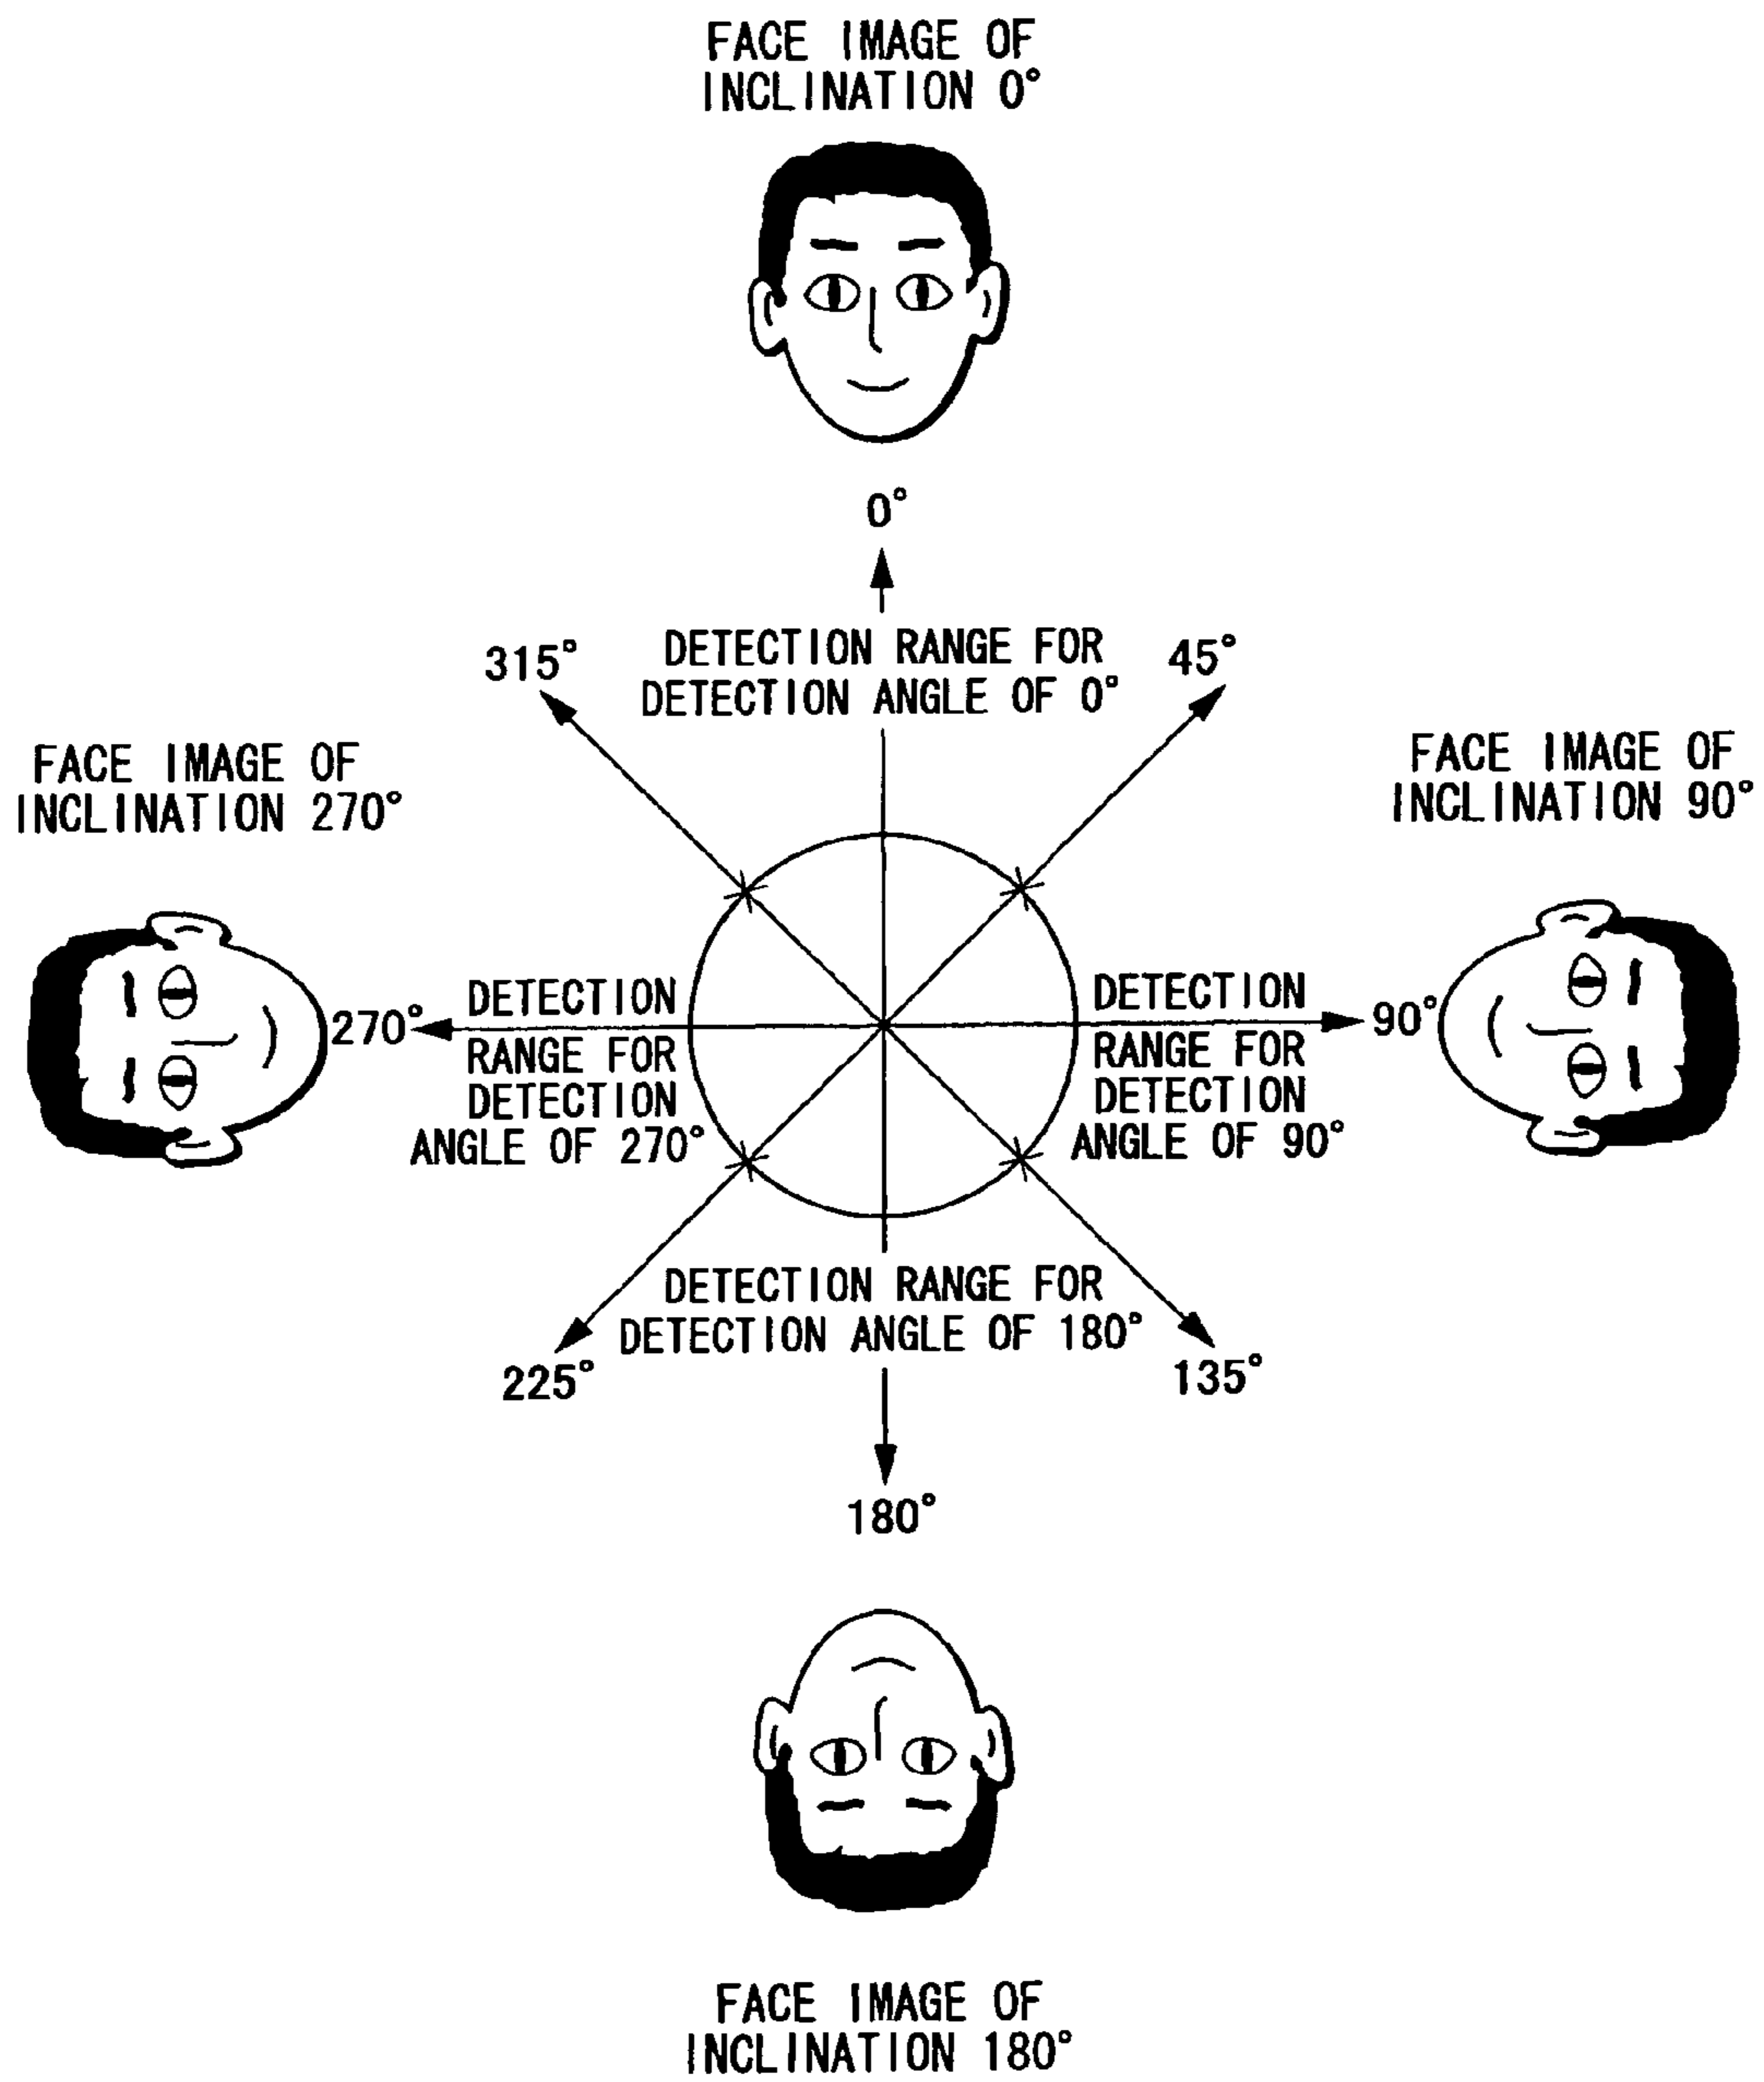 FACE IMAGE OF
INCLINATION 0°
0°
315°
DETECTION RANGE FOR
DETECTION ANGLE OF 0°
45°
FACE IMAGE OF
INCLINATION 270°
FACE IMAGE OF
INCLINATION 90°
270°
DETECTION
RANGE FOR
DETECTION
ANGLE OF 270°
DETECTION
RANGE FOR
DETECTION
ANGLE OF 90°
90°
DETECTION RANGE FOR
DETECTION ANGLE OF 180°
225°
135°
180°
FACE IMAGE OF
INCLINATION 180°